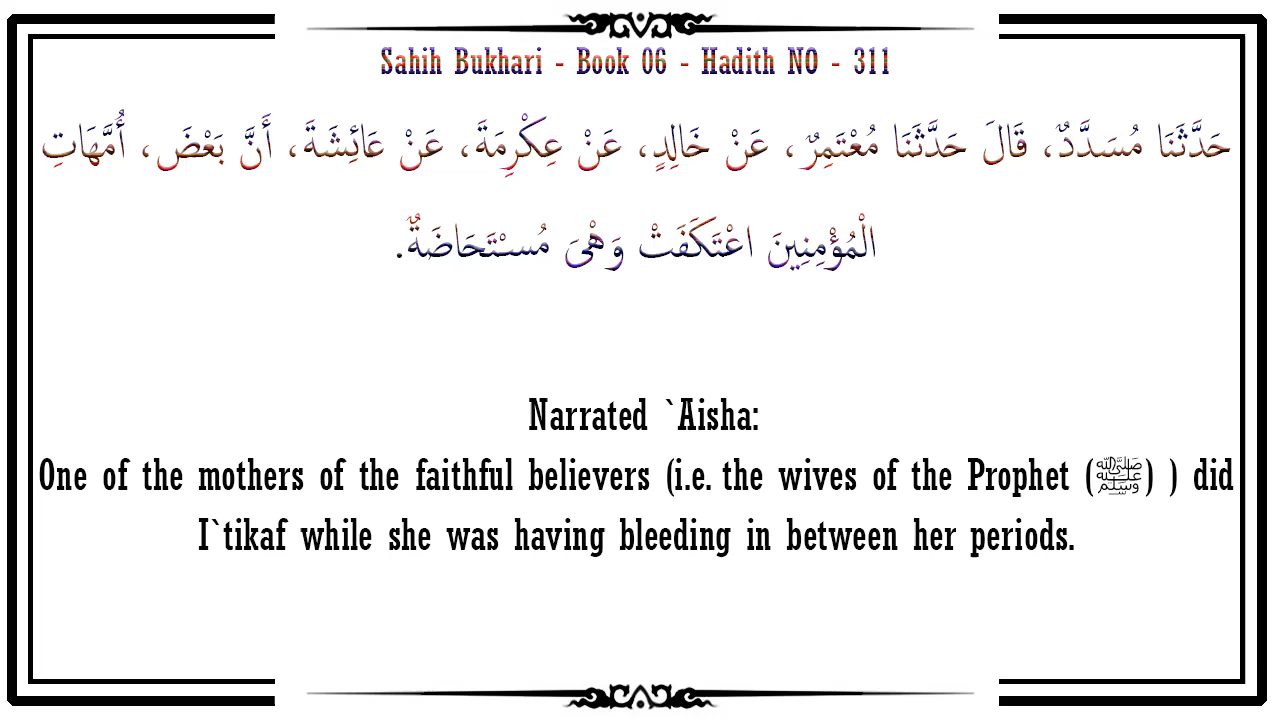 Sahih Bukhari - Book 06 - Hadith NO - 311
حَدَّثَنَا مُسَدَّدٌ، قَالَ حَدَّثَنَا مُعْتَمِرٌ، عَنْ خَالِدٍ، عَنْ عِكْرِمَةَ، عَنْ عَائِشَةَ، أَنَّ بَعْضَ، أُمَّهَاتِ
الْمُؤْمِنِينَ اعْتَكَفَتْ وَهْىَ مُسْتَحَاضَةٌ.
Narrated `Aisha:
One of the mothers of the faithful believers (i.e. the wives of the Prophet (ﷺ) ) did
I`tikaf while she was having bleeding in between her periods.